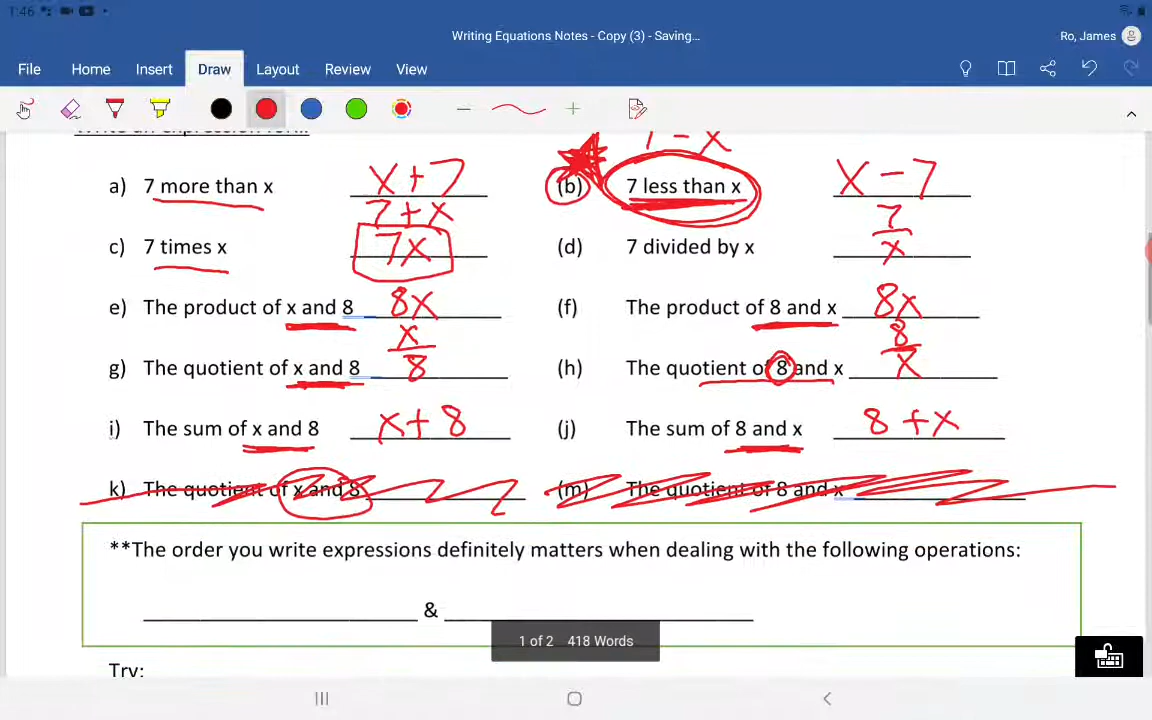 1:46
Writing Equations Notes - Copy (3) - Saving...
Ro, James
File Home Insert Draw Layout Review View
7 - x
a) 7 more than x x + 7 (b) 7 less than x x - 7
7 + x
c) 7 times x 7x (d) 7 divided by x 7/x
e) The product of x and 8 8x (f) The product of 8 and x 8x
g) The quotient of x and 8 x/8 (h) The quotient of 8 and x 8/x
i) The sum of x and 8 x + 8 (j) The sum of 8 and x 8 + x
k) The quotient of x and 8 (m) The quotient of 8 and x
**The order you write expressions definitely matters when dealing with the following operations:
&
1 of 2 418 Words
Try: